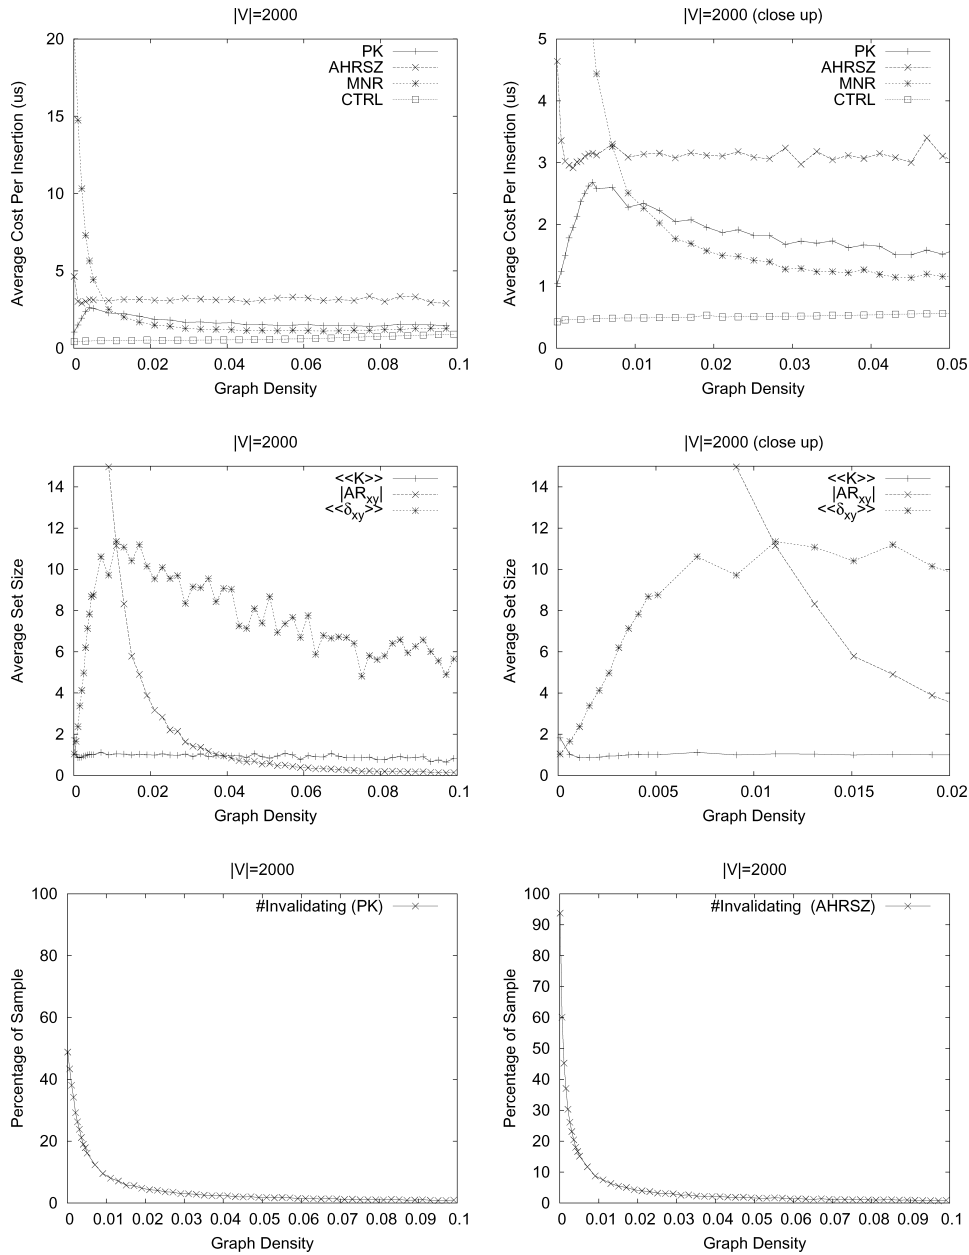 |V|=2000
20
15
10
5
0
0 0.02 0.04 0.06 0.08 0.1
Average Cost Per Insertion (us)
Graph Density
PK
AHRSZ
MNR
CTRL
|V|=2000 (close up)
5
4
3
2
1
0
0 0.01 0.02 0.03 0.04 0.05
Average Cost Per Insertion (us)
Graph Density
PK
AHRSZ
MNR
CTRL
|V|=2000
14
12
10
8
6
4
2
0
0 0.02 0.04 0.06 0.08 0.1
Average Set Size
Graph Density
<<K>>
|ARxy|
<<δxy>>
|V|=2000 (close up)
14
12
10
8
6
4
2
0
0 0.005 0.01 0.015 0.02
Average Set Size
Graph Density
<<K>>
|ARxy|
<<δxy>>
|V|=2000
100
80
60
40
20
0
0 0.01 0.02 0.03 0.04 0.05 0.06 0.07 0.08 0.09 0.1
Percentage of Sample
Graph Density
#Invalidating (PK)
|V|=2000
100
90
80
70
60
50
40
30
20
10
0
0 0.01 0.02 0.03 0.04 0.05 0.06 0.07 0.08 0.09 0.1
Percentage of Sample
Graph Density
#Invalidating (AHRSZ)